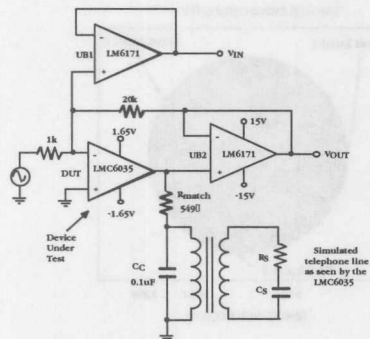 UB1
LM6171
VIN
20k
1k
1.65V
15V
DUT
LMC6035
UB2
LM6171
VOUT
-1.65V
-15V
Rmatch
549▯
Device
Under
Test
CC
0.1uF
RS
CS
Simulated
telephone line
as seen by the
LMC6035